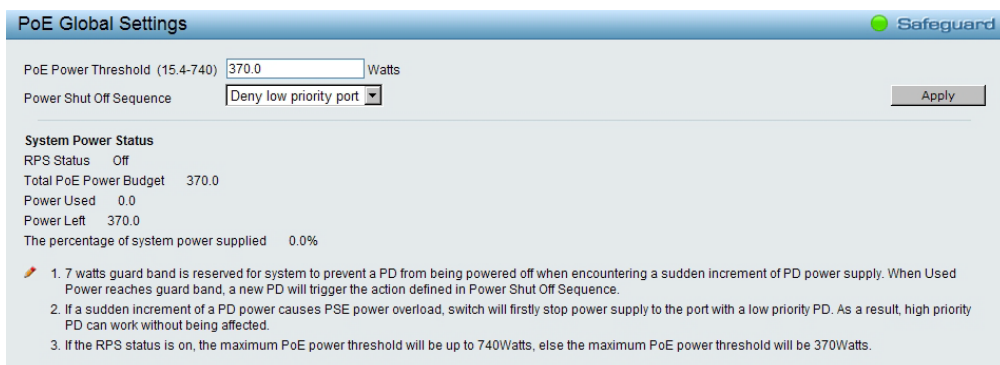 PoE Global Settings
Safeguard
PoE Power Threshold (15.4-740) 370.0 Watts
Power Shut Off Sequence Deny low priority port
Apply
System Power Status
RPS Status Off
Total PoE Power Budget 370.0
Power Used 0.0
Power Left 370.0
The percentage of system power supplied 0.0%
1. 7 watts guard band is reserved for system to prevent a PD from being powered off when encountering a sudden increment of PD power supply. When Used
Power reaches guard band, a new PD will trigger the action defined in Power Shut Off Sequence.
2. If a sudden increment of a PD power causes PSE power overload, switch will firstly stop power supply to the port with a low priority PD. As a result, high priority
PD can work without being affected.
3. If the RPS status is on, the maximum PoE power threshold will be up to 740Watts, else the maximum PoE power threshold will be 370Watts.